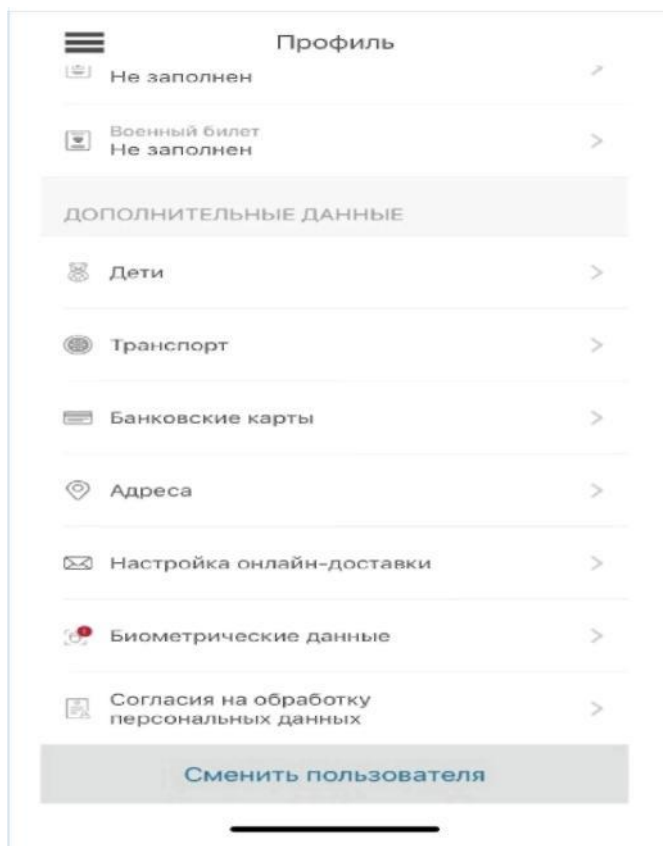 Профиль
Не заполнен
Военный билет
Не заполнен
ДОПОЛНИТЕЛЬНЫЕ ДАННЫЕ
Дети
Транспорт
Банковские карты
Адреса
Настройка онлайн-доставки
Биометрические данные
Согласия на обработку
персональных данных
Сменить пользователя